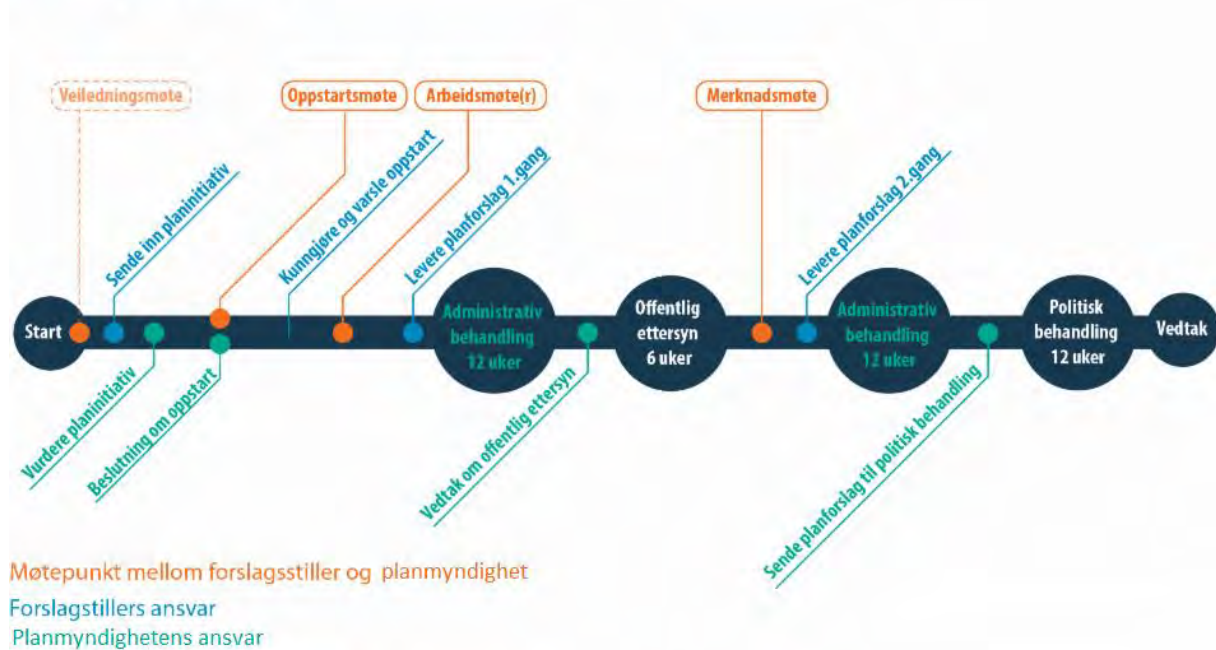 Veiledningsmøte
Oppstartsmøte
Arbeidsmøte(r)
Merknadsmøte
Sende inn planinitiativ
Kunngjøre og varsle oppstart
Levere planforslag 1.gang
Levere planforslag 2.gang
Start
Administrativ
behandling
12 uker
Offentlig
ettersyn
6 uker
Administrativ
behandling
12 uker
Politisk
behandling
12 uker
Vedtak
Vurdere planinitiativ
Beslutning om oppstart
Vedtak om offentlig ettersyn
Sende planforslag til politisk behandling
Møtepunkt mellom forslagsstiller og planmyndighet
Forslagstillers ansvar
Planmyndighetens ansvar